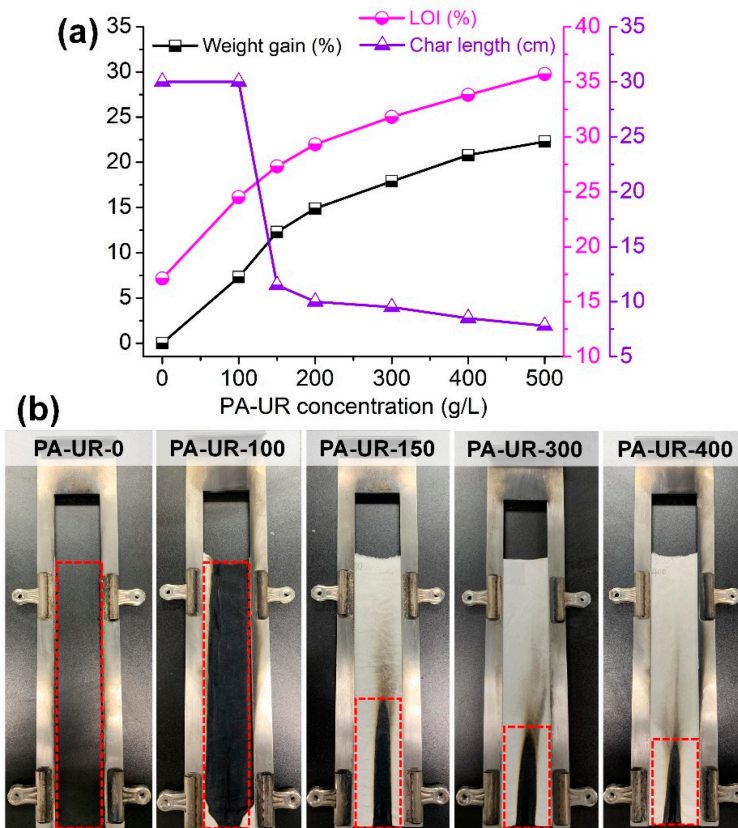 (a)
LOI (%)
Weight gain (%)
Char length (cm)
35
30
25
20
15
10
5
0
40
35
30
25
20
15
10
35
30
25
20
15
10
5
0 100 200 300 400 500
PA-UR concentration (g/L)
(b)
PA-UR-0 PA-UR-100 PA-UR-150 PA-UR-300 PA-UR-400